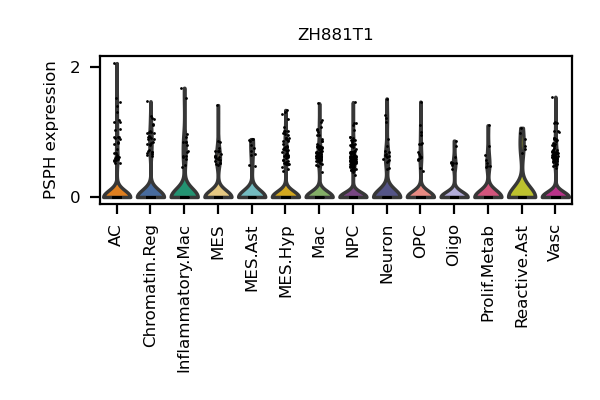 ZH881T1
PSPH expression
2
0
AC
Chromatin.Reg
Inflammatory.Mac
MES
MES.Ast
MES.Hyp
Mac
NPC
Neuron
OPC
Oligo
Prolif.Metab
Reactive.Ast
Vasc